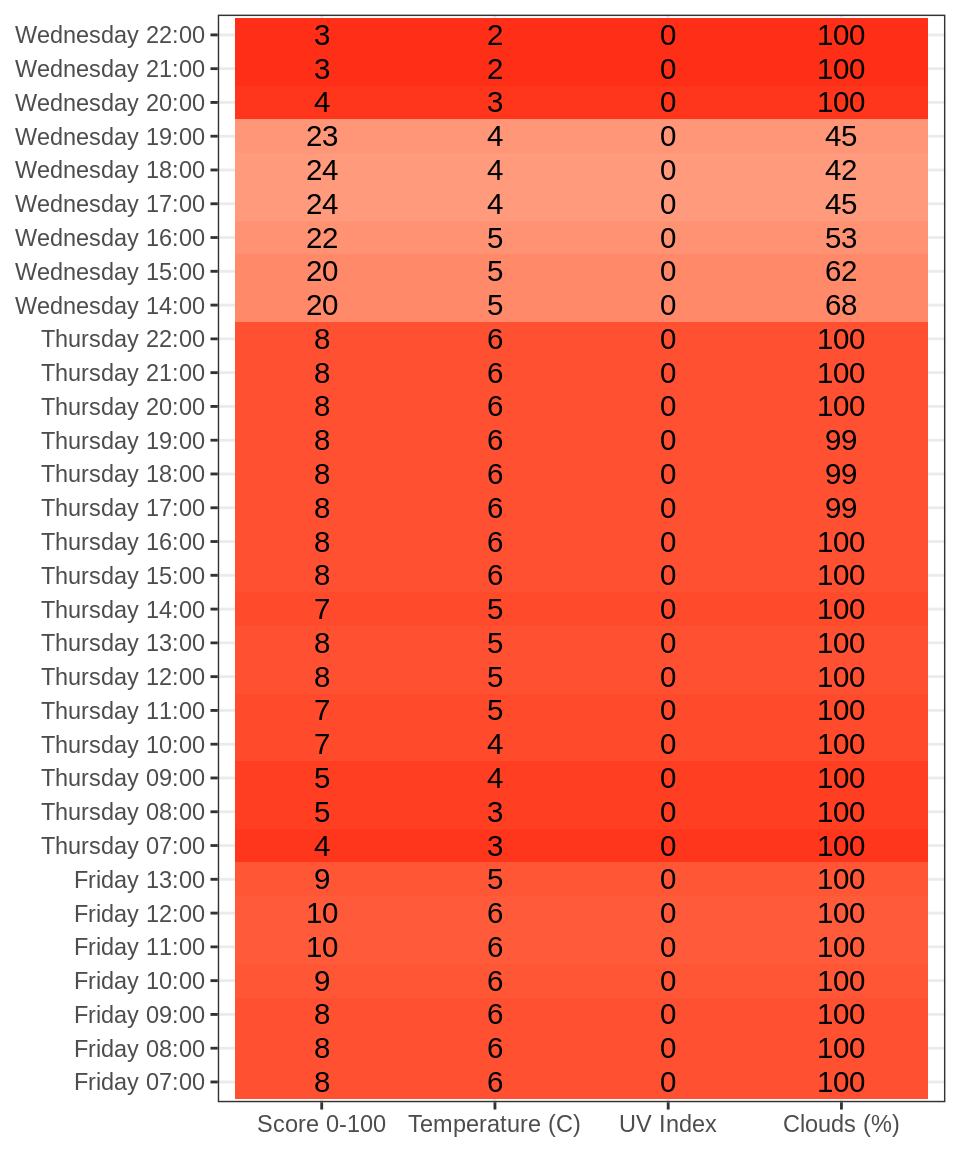 Wednesday 22:00 3 2 0 100
Wednesday 21:00 3 2 0 100
Wednesday 20:00 4 3 0 100
Wednesday 19:00 23 4 0 45
Wednesday 18:00 24 4 0 42
Wednesday 17:00 24 4 0 45
Wednesday 16:00 22 5 0 53
Wednesday 15:00 20 5 0 62
Wednesday 14:00 20 5 0 68
Thursday 22:00 8 6 0 100
Thursday 21:00 8 6 0 100
Thursday 20:00 8 6 0 100
Thursday 19:00 8 6 0 99
Thursday 18:00 8 6 0 99
Thursday 17:00 8 6 0 99
Thursday 16:00 8 6 0 100
Thursday 15:00 8 6 0 100
Thursday 14:00 7 5 0 100
Thursday 13:00 8 5 0 100
Thursday 12:00 8 5 0 100
Thursday 11:00 7 5 0 100
Thursday 10:00 7 4 0 100
Thursday 09:00 5 4 0 100
Thursday 08:00 5 3 0 100
Thursday 07:00 4 3 0 100
Friday 13:00 9 5 0 100
Friday 12:00 10 6 0 100
Friday 11:00 10 6 0 100
Friday 10:00 9 6 0 100
Friday 09:00 8 6 0 100
Friday 08:00 8 6 0 100
Friday 07:00 8 6 0 100
Score 0-100 Temperature (C) UV Index Clouds (%)